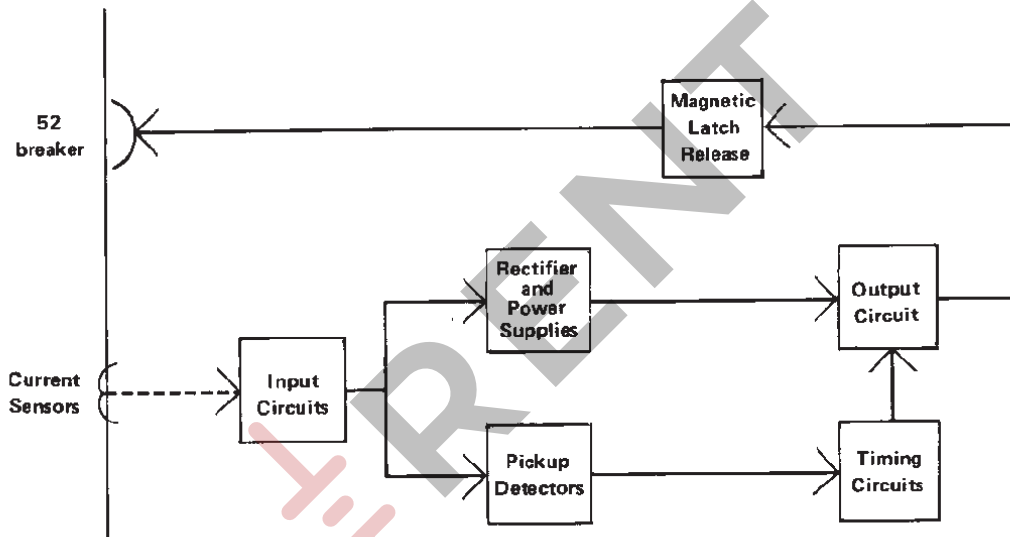 52
breaker
Magnetic
Latch
Release
Rectifier
and
Power
Supplies
Output
Circuit
Current
Sensors
Input
Circuits
Pickup
Detectors
Timing
Circuits
RENT